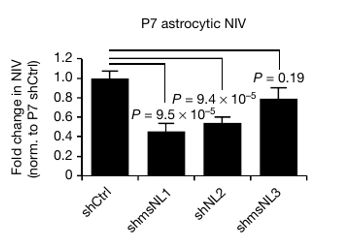 P7 astrocytic NIV
Fold change in NIV
(norm. to P7 shCtrl)
1.2
1.0
0.8
0.6
0.4
0.2
0
P = 0.19
P = 9.4 × 10⁻⁵
P = 9.5 × 10⁻⁵
shCtrl
shmsNL1
shNL2
shmsNL3